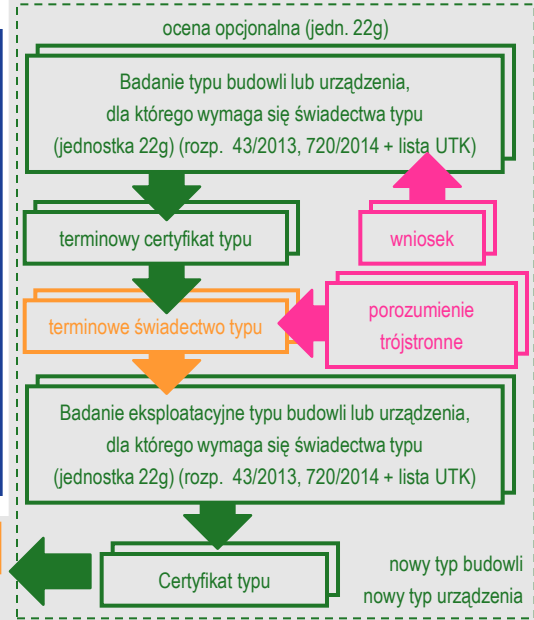 ocena opcjonalna (jedn. 22g)
Badanie typu budowli lub urządzenia,
dla którego wymaga się świadectwa typu
(jednostka 22g) (rozp. 43/2013, 720/2014 + lista UTK)
terminowy certyfikat typu
wniosek
terminowe świadectwo typu
porozumienie
trójstronne
Badanie eksploatacyjne typu budowli lub urządzenia,
dla którego wymaga się świadectwa typu
(jednostka 22g) (rozp. 43/2013, 720/2014 + lista UTK)
Certyfikat typu
nowy typ budowli
nowy typ urządzenia